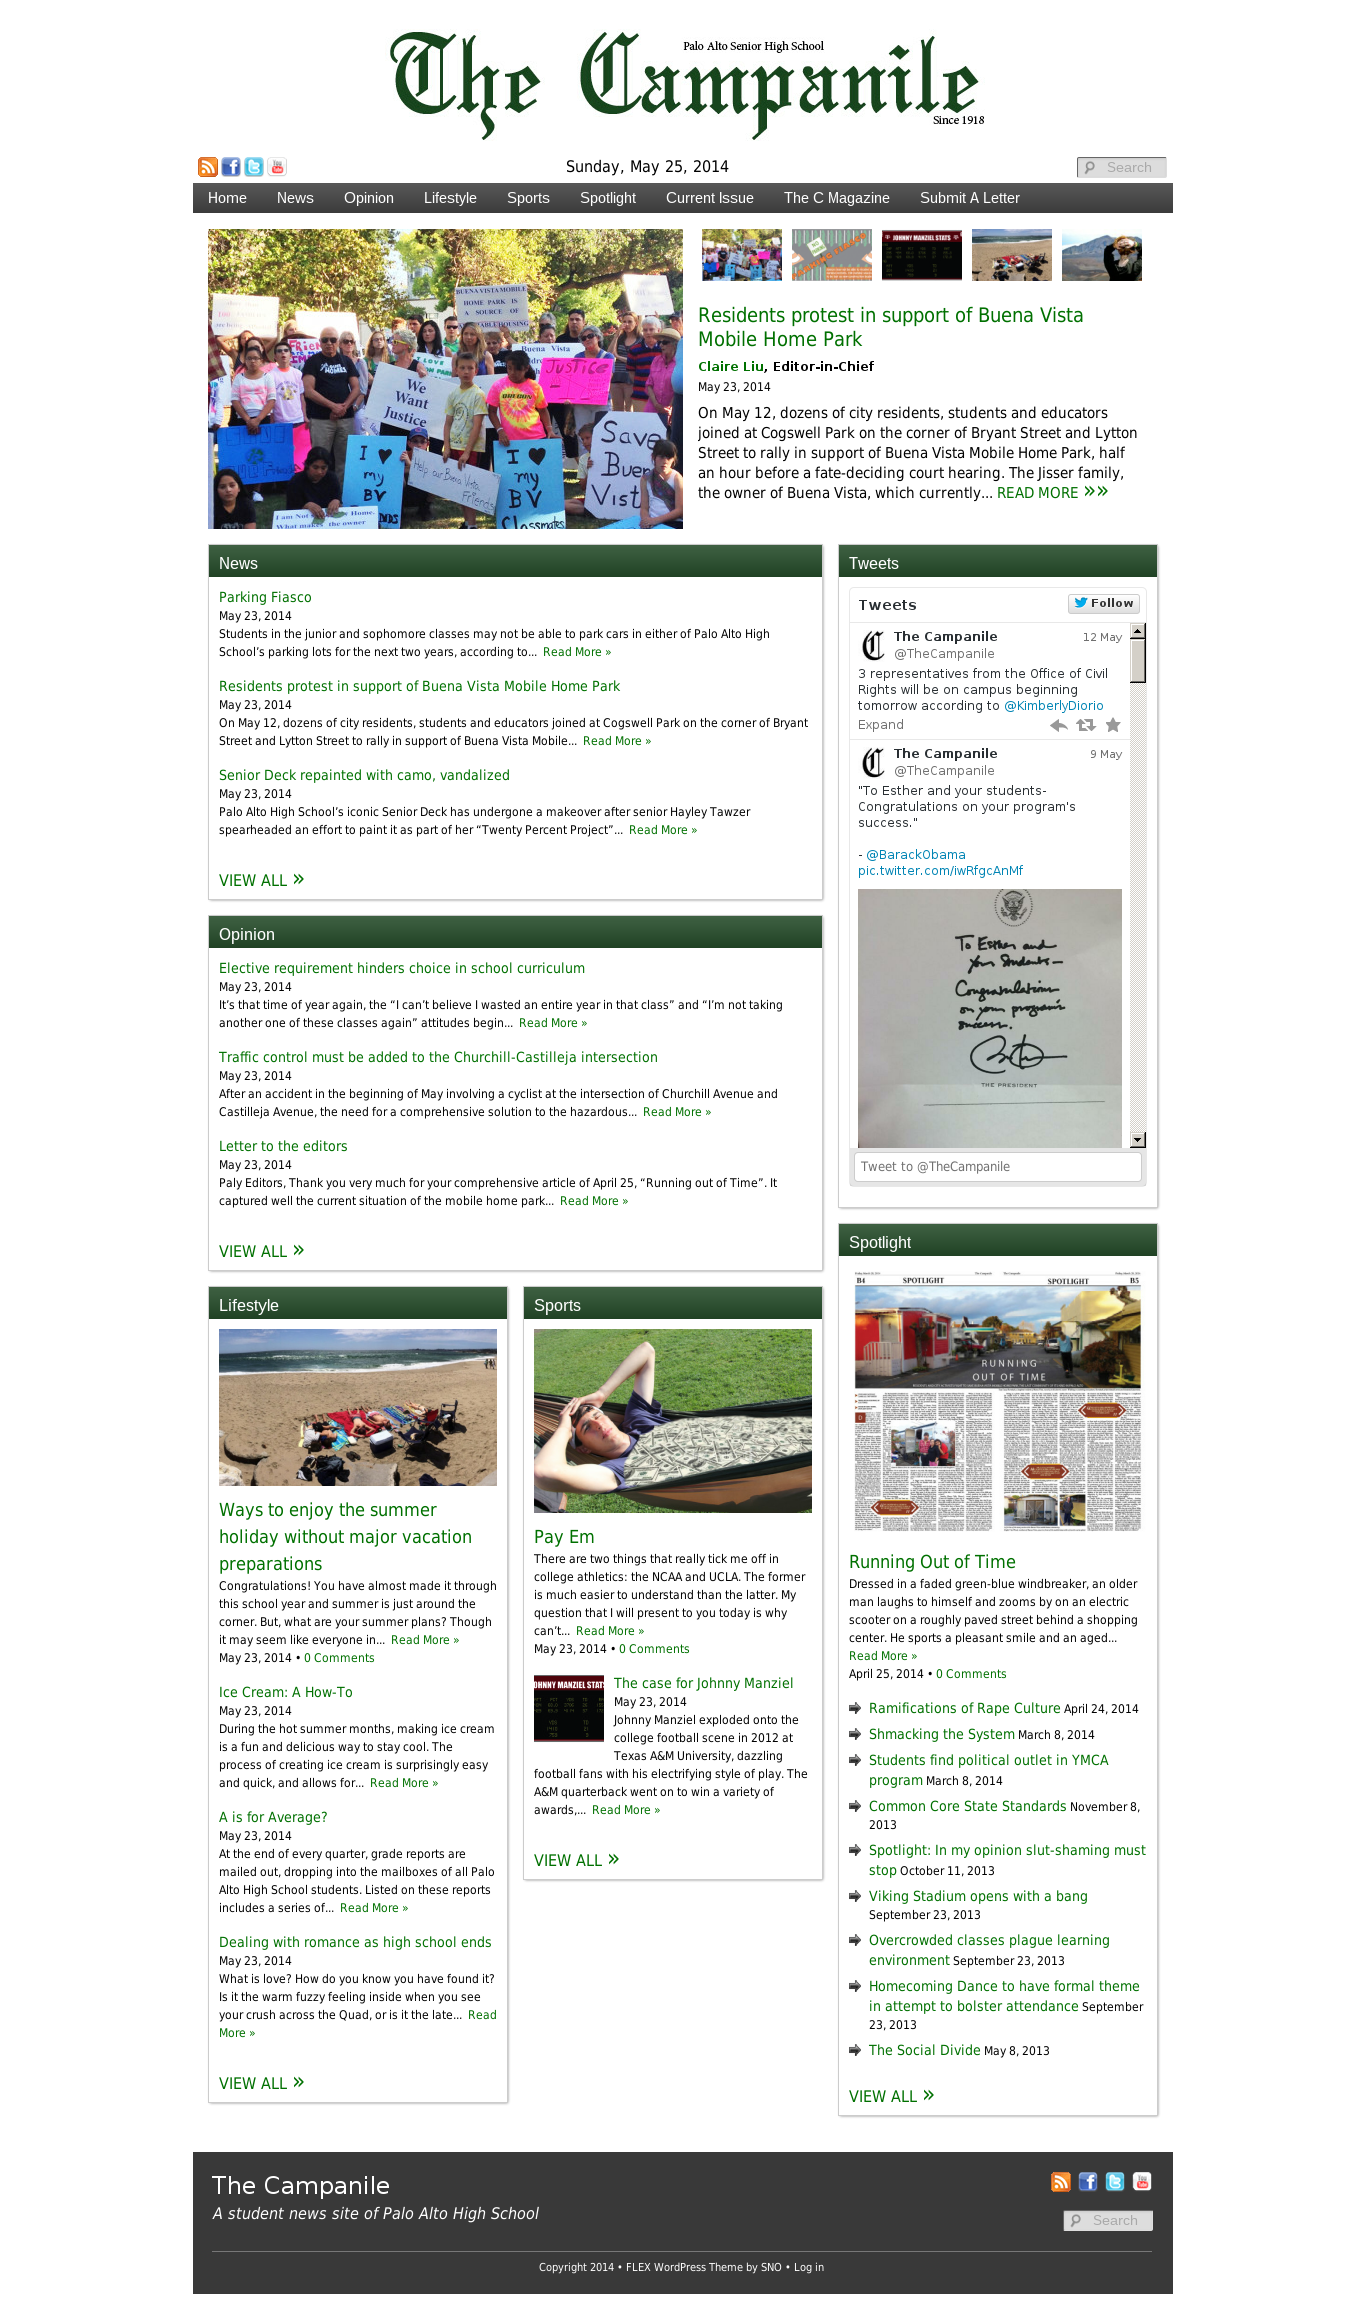 The Campanile
Palo Alto Senior High School
Since 1918
Sunday, May 25, 2014
Search
Home News Opinion Lifestyle Sports Spotlight Current Issue The C Magazine Submit A Letter
BUENA VISTA MOBILE
HOME PARK IS
A SOURCE OF
We
Want
Justice
Justice
Buena Vista
I ♥
my
BV
Help our Buena Vista
Friends
I ♥
my
BV
Classmates
Save
Buena
Vista
I am Not Home.
What makes the owner
JOHNNY MANZIEL STATS
Residents protest in support of Buena Vista
Mobile Home Park
Claire Liu, Editor-in-Chief
May 23, 2014
On May 12, dozens of city residents, students and educators
joined at Cogswell Park on the corner of Bryant Street and Lytton
Street to rally in support of Buena Vista Mobile Home Park, half
an hour before a fate-deciding court hearing. The Jisser family,
the owner of Buena Vista, which currently... READ MORE »»
News
Parking Fiasco
May 23, 2014
Students in the junior and sophomore classes may not be able to park cars in either of Palo Alto High
School’s parking lots for the next two years, according to... Read More »
Residents protest in support of Buena Vista Mobile Home Park
May 23, 2014
On May 12, dozens of city residents, students and educators joined at Cogswell Park on the corner of Bryant
Street and Lytton Street to rally in support of Buena Vista Mobile... Read More »
Senior Deck repainted with camo, vandalized
May 23, 2014
Palo Alto High School’s iconic Senior Deck has undergone a makeover after senior Hayley Tawzer
spearheaded an effort to paint it as part of her “Twenty Percent Project”... Read More »
VIEW ALL »
Opinion
Elective requirement hinders choice in school curriculum
May 23, 2014
It’s that time of year again, the “I can’t believe I wasted an entire year in that class” and “I’m not taking
another one of these classes again” attitudes begin... Read More »
Traffic control must be added to the Churchill-Castilleja intersection
May 23, 2014
After an accident in the beginning of May involving a cyclist at the intersection of Churchill Avenue and
Castilleja Avenue, the need for a comprehensive solution to the hazardous... Read More »
Letter to the editors
May 23, 2014
Paly Editors, Thank you very much for your comprehensive article of April 25, “Running out of Time”. It
captured well the current situation of the mobile home park... Read More »
VIEW ALL »
Lifestyle
Ways to enjoy the summer
holiday without major vacation
preparations
Congratulations! You have almost made it through
this school year and summer is just around the
corner. But, what are your summer plans? Though
it may seem like everyone in... Read More »
May 23, 2014 • 0 Comments
Ice Cream: A How-To
May 23, 2014
During the hot summer months, making ice cream
is a fun and delicious way to stay cool. The
process of creating ice cream is surprisingly easy
and quick, and allows for... Read More »
A is for Average?
May 23, 2014
At the end of every quarter, grade reports are
mailed out, dropping into the mailboxes of all Palo
Alto High School students. Listed on these reports
includes a series of... Read More »
Dealing with romance as high school ends
May 23, 2014
What is love? How do you know you have found it?
Is it the warm fuzzy feeling inside when you see
your crush across the Quad, or is it the late... Read
More »
VIEW ALL »
Sports
Pay Em
There are two things that really tick me off in
college athletics: the NCAA and UCLA. The former
is much easier to understand than the latter. My
question that I will present to you today is why
can’t... Read More »
May 23, 2014 • 0 Comments
JOHNNY MANZIEL STATS
The case for Johnny Manziel
May 23, 2014
Johnny Manziel exploded onto the
college football scene in 2012 at
Texas A&M University, dazzling
football fans with his electrifying style of play. The
A&M quarterback went on to win a variety of
awards,... Read More »
VIEW ALL »
Tweets
Tweets
Follow
The Campanile 12 May
@TheCampanile
3 representatives from the Office of Civil
Rights will be on campus beginning
tomorrow according to @KimberlyDiorio
Expand
The Campanile 9 May
@TheCampanile
"To Esther and your students-
Congratulations on your program's
success."
- @BarackObama
pic.twitter.com/iwRfgcAnMf
To Esther and
your students—
Congratulations
on your program's
success.
THE PRESIDENT
Tweet to @TheCampanile
Spotlight
B4 SPOTLIGHT SPOTLIGHT B5
RUNNING
OUT OF TIME
Running Out of Time
Dressed in a faded green-blue windbreaker, an older
man laughs to himself and zooms by on an electric
scooter on a roughly paved street behind a shopping
center. He sports a pleasant smile and an aged...
Read More »
April 25, 2014 • 0 Comments
Ramifications of Rape Culture April 24, 2014
Shmacking the System March 8, 2014
Students find political outlet in YMCA
program March 8, 2014
Common Core State Standards November 8,
2013
Spotlight: In my opinion slut-shaming must
stop October 11, 2013
Viking Stadium opens with a bang
September 23, 2013
Overcrowded classes plague learning
environment September 23, 2013
Homecoming Dance to have formal theme
in attempt to bolster attendance September
23, 2013
The Social Divide May 8, 2013
VIEW ALL »
The Campanile
A student news site of Palo Alto High School
Search
Copyright 2014 • FLEX WordPress Theme by SNO • Log in